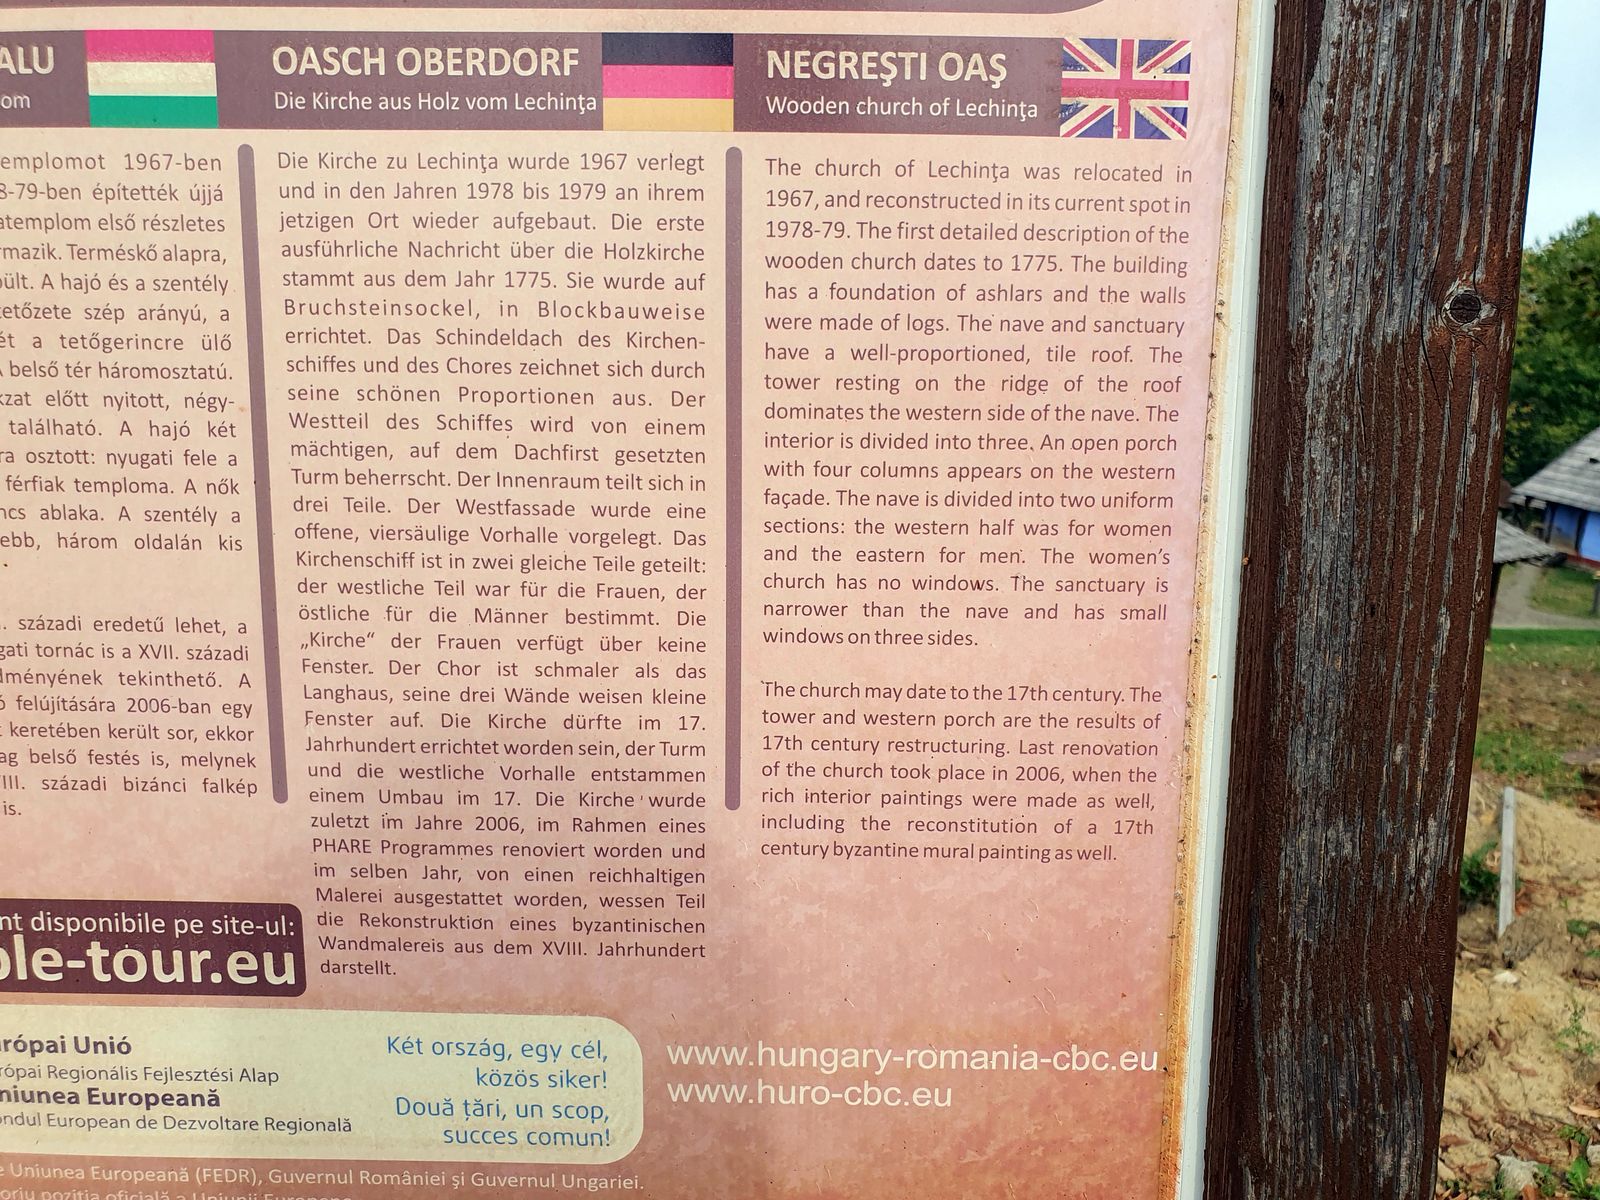 ALU
om
emplomot 1967-ben
8-79-ben építették újjá
atemplom első részletes
rmazik. Terméskő alapra,
ült. A hajó és a szentély
etőzete szép arányú, a
ét a tetőgerincre ülő
belső tér háromosztatú.
kzat előtt nyitott, négy-
található. A hajó két
ra osztott: nyugati fele a
férfiak temploma. A nők
ncs ablaka. A szentély a
ebb, három oldalán kis
. századi eredetű lehet, a
gati tornác is a XVII. századi
dményének tekinthető. A
ó felújítására 2006-ban egy
keretében került sor, ekkor
ag belső festés is, melynek
III. századi bizánci falkép
is.
OASCH OBERDORF
Die Kirche aus Holz vom Lechinţa
Die Kirche zu Lechinţa wurde 1967 verlegt
und in den Jahren 1978 bis 1979 an ihrem
jetzigen Ort wieder aufgebaut. Die erste
ausführliche Nachricht über die Holzkirche
stammt aus dem Jahr 1775. Sie wurde auf
Bruchsteinsockel, in Blockbauweise
errichtet. Das Schindeldach des Kirchen-
schiffes und des Chores zeichnet sich durch
seine schönen Proportionen aus. Der
Westteil des Schiffes wird von einem
mächtigen, auf dem Dachfirst gesetzten
Turm beherrscht. Der Innenraum teilt sich in
drei Teile. Der Westfassade wurde eine
offene, viersäulige Vorhalle vorgelegt. Das
Kirchenschiff ist in zwei gleiche Teile geteilt:
der westliche Teil war für die Frauen, der
östliche für die Männer bestimmt. Die
„Kirche“ der Frauen verfügt über keine
Fenster. Der Chor ist schmaler als das
Langhaus, seine drei Wände weisen kleine
Fenster auf. Die Kirche dürfte im 17.
Jahrhundert errichtet worden sein, der Turm
und die westliche Vorhalle entstammen
einem Umbau im 17. Die Kirche wurde
zuletzt im Jahre 2006, im Rahmen eines
PHARE Programmes renoviert worden und
im selben Jahr, von einen reichhaltigen
Malerei ausgestattet worden, wessen Teil
die Rekonstruktion eines byzantinischen
Wandmalereis aus dem XVIII. Jahrhundert
darstellt.
NEGREŞTI OAŞ
Wooden church of Lechinţa
The church of Lechinţa was relocated in
1967, and reconstructed in its current spot in
1978-79. The first detailed description of the
wooden church dates to 1775. The building
has a foundation of ashlars and the walls
were made of logs. The nave and sanctuary
have a well-proportioned, tile roof. The
tower resting on the ridge of the roof
dominates the western side of the nave. The
interior is divided into three. An open porch
with four columns appears on the western
façade. The nave is divided into two uniform
sections: the western half was for women
and the eastern for men. The women’s
church has no windows. The sanctuary is
narrower than the nave and has small
windows on three sides.
The church may date to the 17th century. The
tower and western porch are the results of
17th century restructuring. Last renovation
of the church took place in 2006, when the
rich interior paintings were made as well,
including the reconstitution of a 17th
century byzantine mural painting as well.
nt disponibile pe site-ul:
ple-tour.eu
rópai Unió
rópai Regionális Fejlesztési Alap
niunea Europeană
ondul European de Dezvoltare Regională
Két ország, egy cél,
közös siker!
Două țări, un scop,
succes comun!
www.hungary-romania-cbc.eu
www.huro-cbc.eu
e Uniunea Europeană (FEDR), Guvernul României şi Guvernul Ungariei.
oriu poziţia oficială a Uniunii Europene